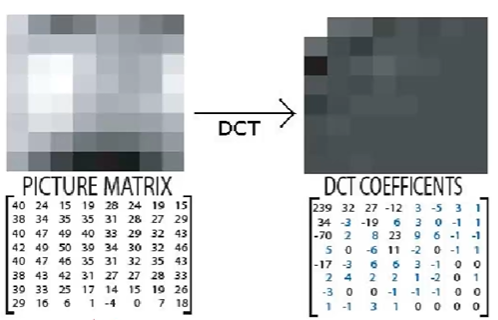 DCT
PICTURE MATRIX
40 24 15 19 28 24 19 15
38 34 35 35 31 28 27 29
40 47 49 40 33 29 32 43
42 49 50 39 34 30 32 46
40 47 46 35 31 32 35 43
38 43 42 31 27 27 28 33
39 33 25 17 14 15 19 26
29 16 6 1 -4 0 7 18
DCT COEFFICENTS
239 32 27 -12 3 -5 3 1
34 -3 -19 6 3 0 -1 1
-70 2 8 23 9 6 -1 -1
5 0 -6 11 -2 0 -1 1
-17 -3 6 6 3 -1 0 0
2 4 2 2 1 -2 0 1
-3 0 0 -1 -1 -1 0 0
1 -1 3 1 0 0 0 0